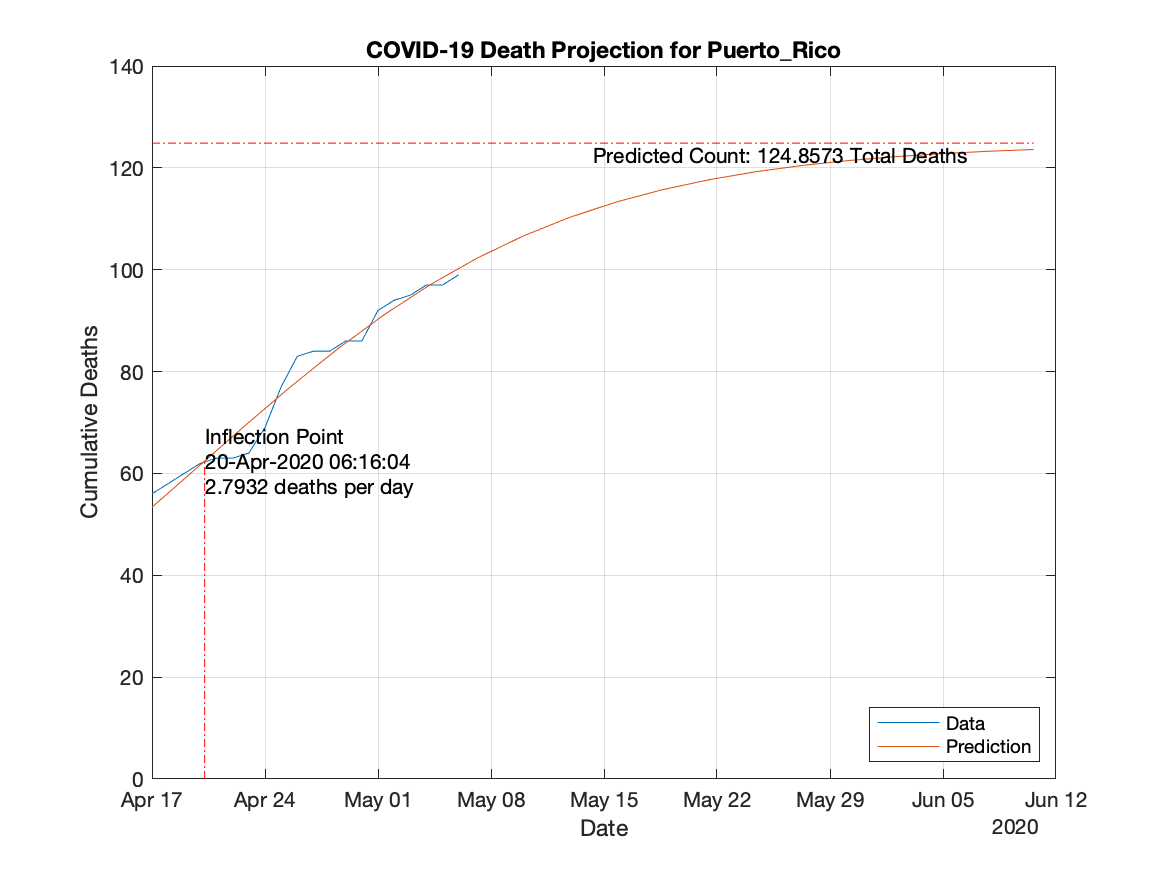 COVID-19 Death Projection for Puerto_Rico
140
120
100
80
60
40
20
0
Cumulative Deaths
Predicted Count: 124.8573 Total Deaths
Inflection Point
20-Apr-2020 06:16:04
2.7932 deaths per day
Data
Prediction
Apr 17 Apr 24 May 01 May 08 May 15 May 22 May 29 Jun 05 Jun 12
Date
2020